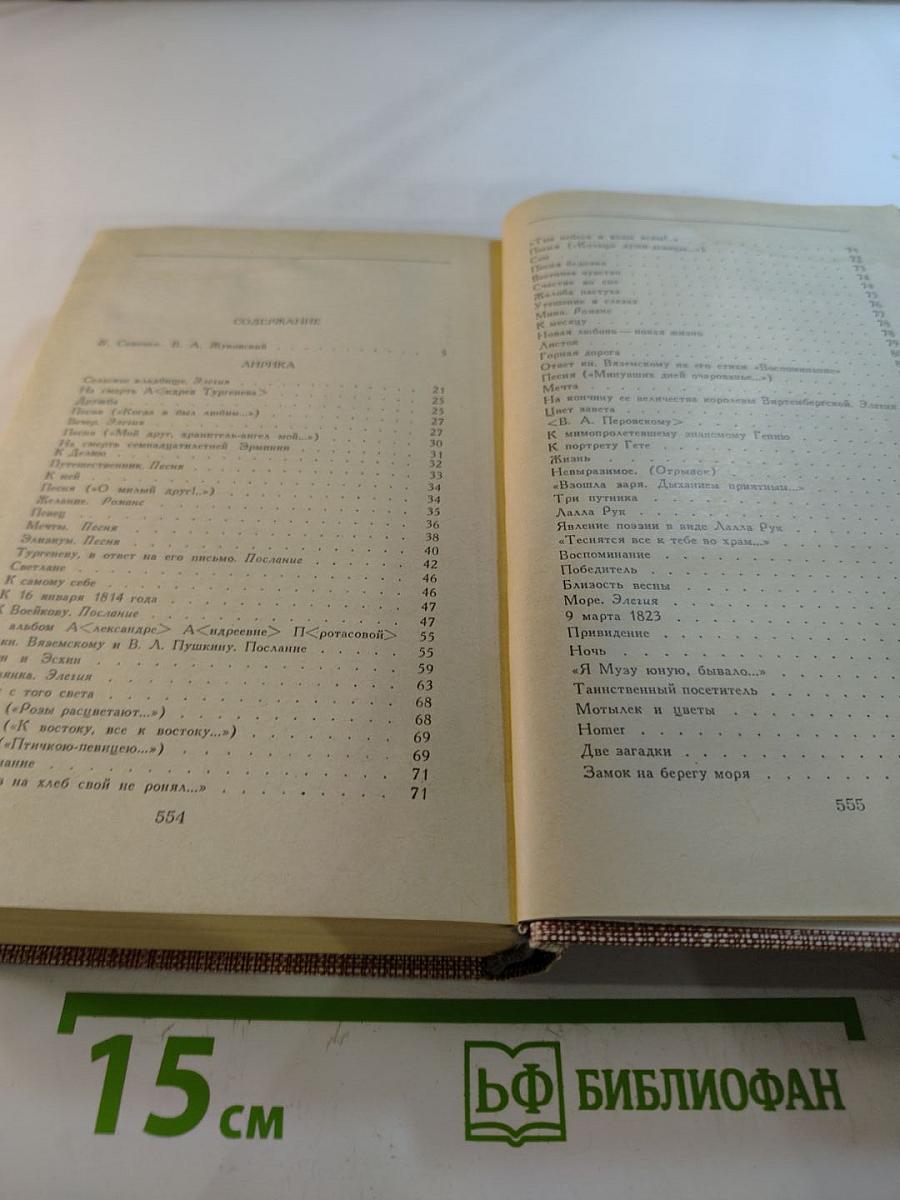 СОДЕРЖАНИЕ
В. А. Жуковский . . . 5
ЛИРИКА
Сельское кладбище. Элегия . . . 21
На смерть А<ндрея Тургенева> . . . 25
Дружба . . . 25
Песня («Когда я был любим...») . . . 27
Вечер. Элегия . . . 27
Песня («Мой друг, хранитель-ангел мой...») . . . 30
На смерть семнадцатилетней Эрминии . . . 31
К Делию . . . 32
Путешественник. Песня . . . 33
К ней . . . 34
Песня («О милый друг!..») . . . 34
Желание. Романс . . . 35
Певец . . . 36
Мечты. Песня . . . 38
Элизиум. Песня . . . 40
Тургеневу, в ответ на его письмо. Послание . . . 42
Светлане . . . 46
К самому себе . . . 46
К 16 января 1814 года . . . 47
К Воейкову. Послание . . . 47
альбом А<лександре> А<ндреевне> П<ротасовой> 55
кн. Вяземскому и В. Л. Пушкину. Послание . . . 55
н и Эсхин . . . 59
янка. Элегия . . . 63
с того света . . . 68
(«Розы расцветают...») . . . 68
(«К востоку, все к востоку...») . . . 69
(«Птичкою-певицею...») . . . 69
нание . . . 71
з на хлеб свой не ронял...» . . . 71
554
Песня («Кольцо души-девицы...»)
Сон
Песня бедняка
Счастие во сне
Жалоба пастуха
Утешение в слезах
Мина. Романс
К месяцу
Новая любовь — новая жизнь
Листок
Горная дорога
Ответ кн. Вяземскому на его стихи «Воспоминание»
Песня («Минувших дней очарованье...»)
Мечта
На кончину ее величества королевы Виртембергской. Элегия
Цвет завета
<В. А. Перовскому>
К мимопролетевшему знакомому Гению
К портрету Гете
Жизнь
Невыразимое. (Отрывок)
«Взошла заря. Дыханием приятным...»
Три путника
Лалла Рук
Явление поэзии в виде Лалла Рук
«Теснятся все к тебе во храм...»
Воспоминание
Победитель
Близость весны
Море. Элегия
9 марта 1823
Привидение
Ночь
«Я Музу юную, бывало...»
Таинственный посетитель
Мотылек и цветы
Homer
Две загадки
Замок на берегу моря
555
15 см
БФ БИБЛИОФАН